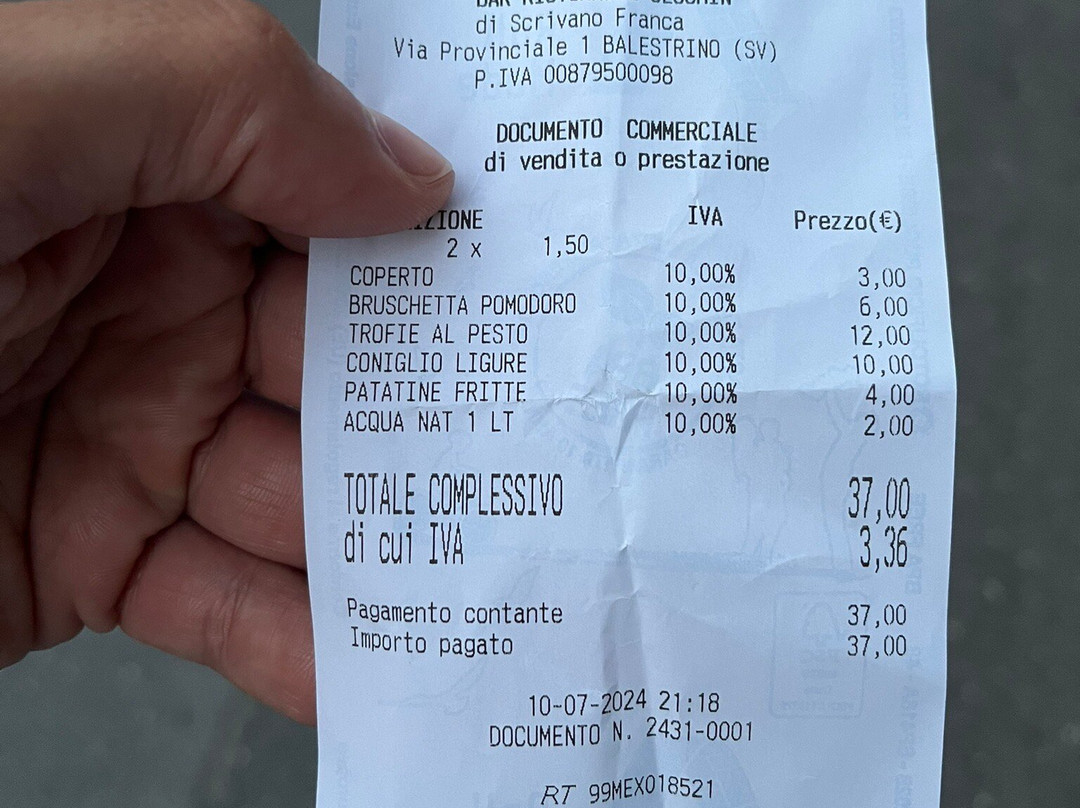 di Scrivano Franca
Via Provinciale 1 BALESTRINO (SV)
P.IVA 00879500098
DOCUMENTO COMMERCIALE
di vendita o prestazione
IVA Prezzo(€)
2 x 1,50
COPERTO 10,00% 3,00
BRUSCHETTA POMODORO 10,00% 6,00
TROFIE AL PESTO 10,00% 12,00
CONIGLIO LIGURE 10,00% 10,00
PATATINE FRITTE 10,00% 4,00
ACQUA NAT 1 LT 10,00% 2,00
TOTALE COMPLESSIVO 37,00
di cui IVA 3,36
Pagamento contante 37,00
Importo pagato 37,00
10-07-2024 21:18
DOCUMENTO N. 2431-0001
RT 99MEX018521